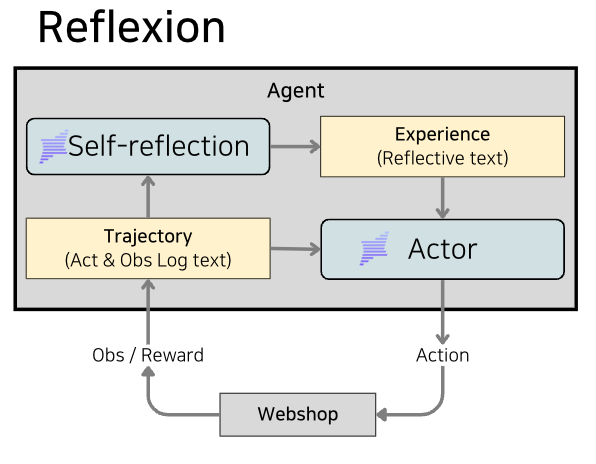 Reflexion
Agent
Self-reflection
Experience
(Reflective text)
Trajectory
(Act & Obs Log text)
Actor
Obs / Reward
Action
Webshop